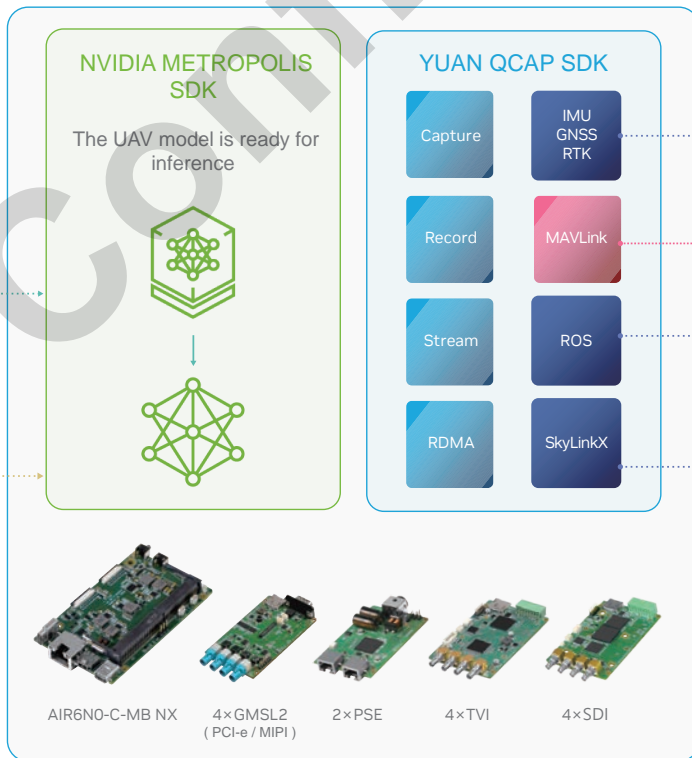 NVIDIA METROPOLIS
SDK
The UAV model is ready for
inference
YUAN QCAP SDK
Capture
IMU
GNSS
RTK
Record
MAVLink
Stream
ROS
RDMA
SkyLinkX
AIR6N0-C-MB NX
4×GMSL2
( PCI-e / MIPI )
2×PSE
4×TVI
4×SDI